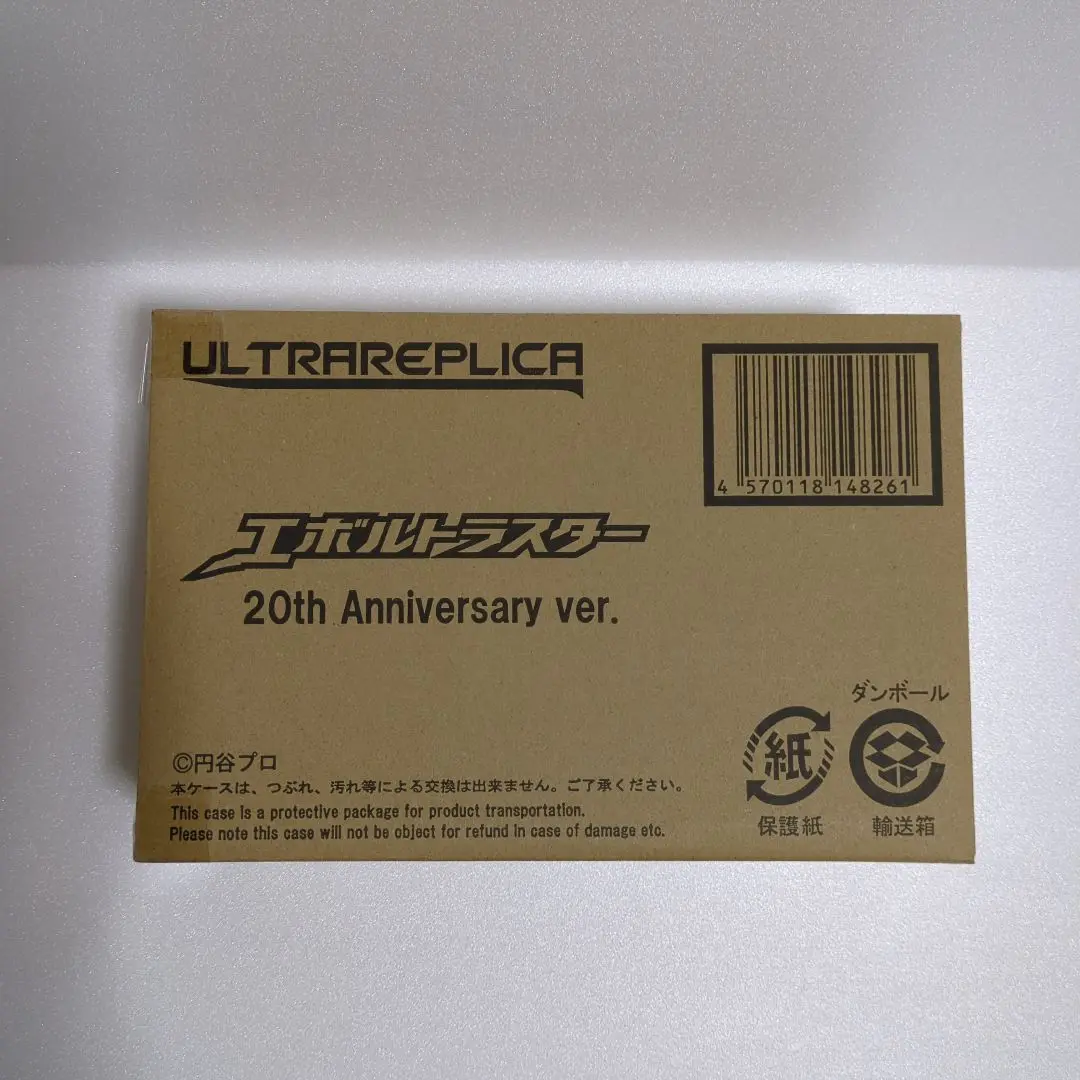 ULTRAREPLICA
4 570118 148261
エボルトラスター
20th Anniversary ver.
ダンボール
紙
保護紙
輸送箱
©円谷プロ
本ケースは、つぶれ、汚れ等による交換は出来ません。ご了承ください。
This case is a protective package for product transportation.
Please note this case will not be object for refund in case of damage etc.